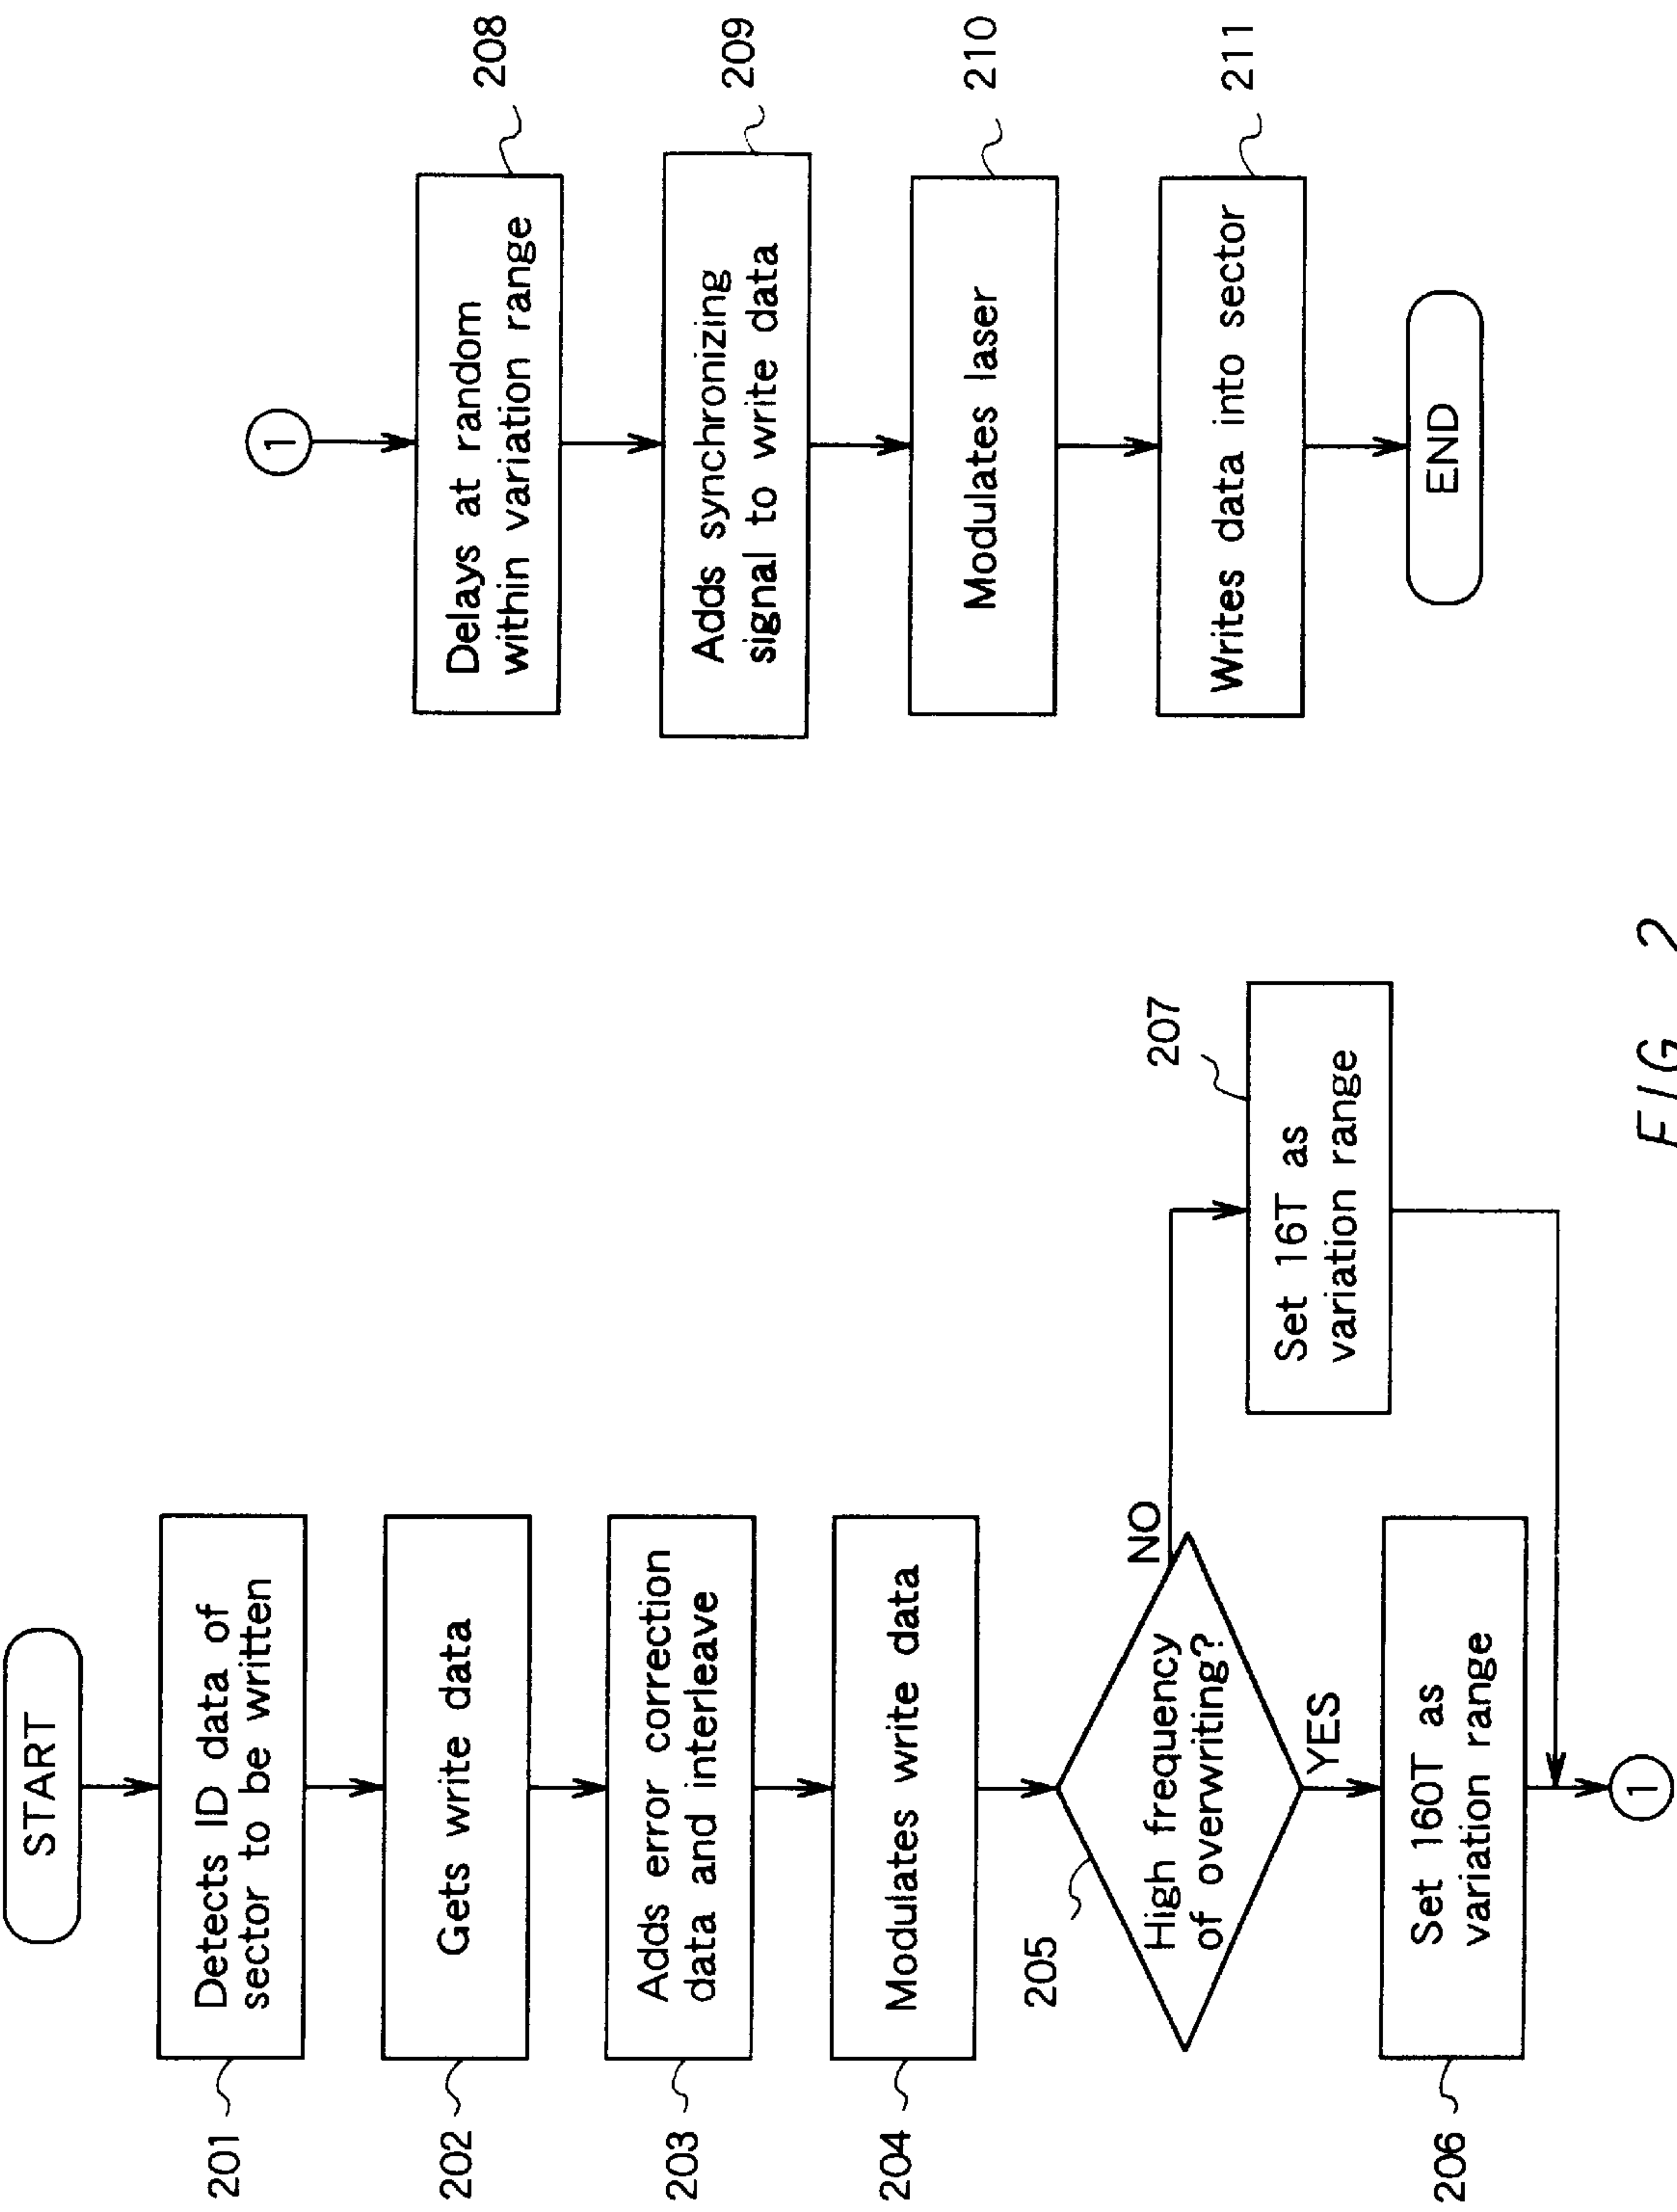 START
201
Detects ID data of
sector to be written
202
Gets write data
203
Adds error correction
data and interleave
204
Modulates write data
205
High frequency
of overwriting?
NO
YES
206
Set 160T as
variation range
207
Set 16T as
variation range
1
1
208
Delays at random
within variation range
209
Adds synchronizing
signal to write data
210
Modulates laser
211
Writes data into sector
END
FIG 2